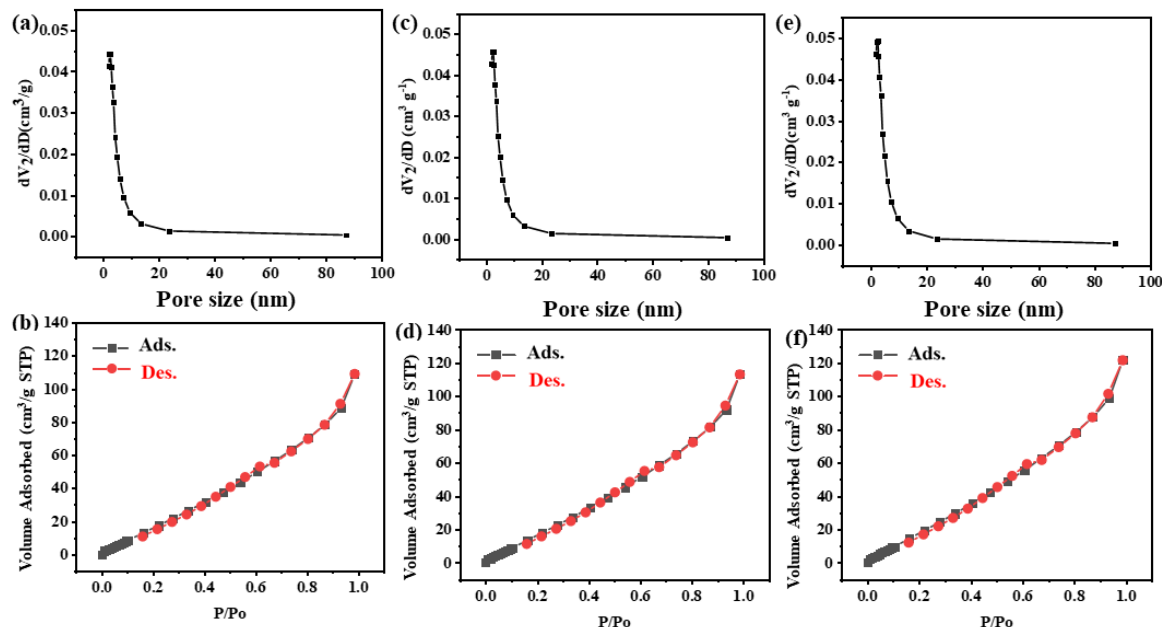 (a)
dV2/dD(cm³/g)
0.05
0.04
0.03
0.02
0.01
0.00
0 20 40 60 80 100
Pore size (nm)
(c)
dV2/dD (cm³ g⁻¹)
0.05
0.04
0.03
0.02
0.01
0.00
0 20 40 60 80 100
Pore size (nm)
(e)
dV2/dD(cm³ g⁻¹)
0.05
0.04
0.03
0.02
0.01
0.00
0 20 40 60 80 100
Pore size (nm)
(b)
Volume Adsorbed (cm³/g STP)
140
120
100
80
60
40
20
0
Ads.
Des.
0.0 0.2 0.4 0.6 0.8 1.0
P/Po
(d)
Volume Adsorbed (cm³/g STP)
140
120
100
80
60
40
20
0
Ads.
Des.
0.0 0.2 0.4 0.6 0.8 1.0
P/Po
(f)
Volume Adsorbed (cm³/g STP)
140
120
100
80
60
40
20
0
Ads.
Des.
0.0 0.2 0.4 0.6 0.8 1.0
P/Po